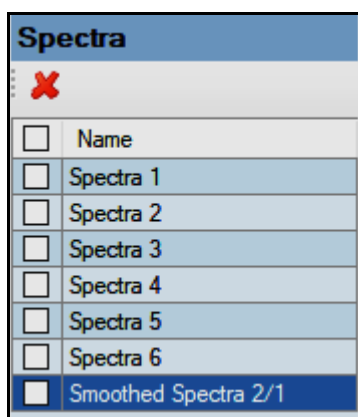 Spectra
Name
Spectra 1
Spectra 2
Spectra 3
Spectra 4
Spectra 5
Spectra 6
Smoothed Spectra 2/1